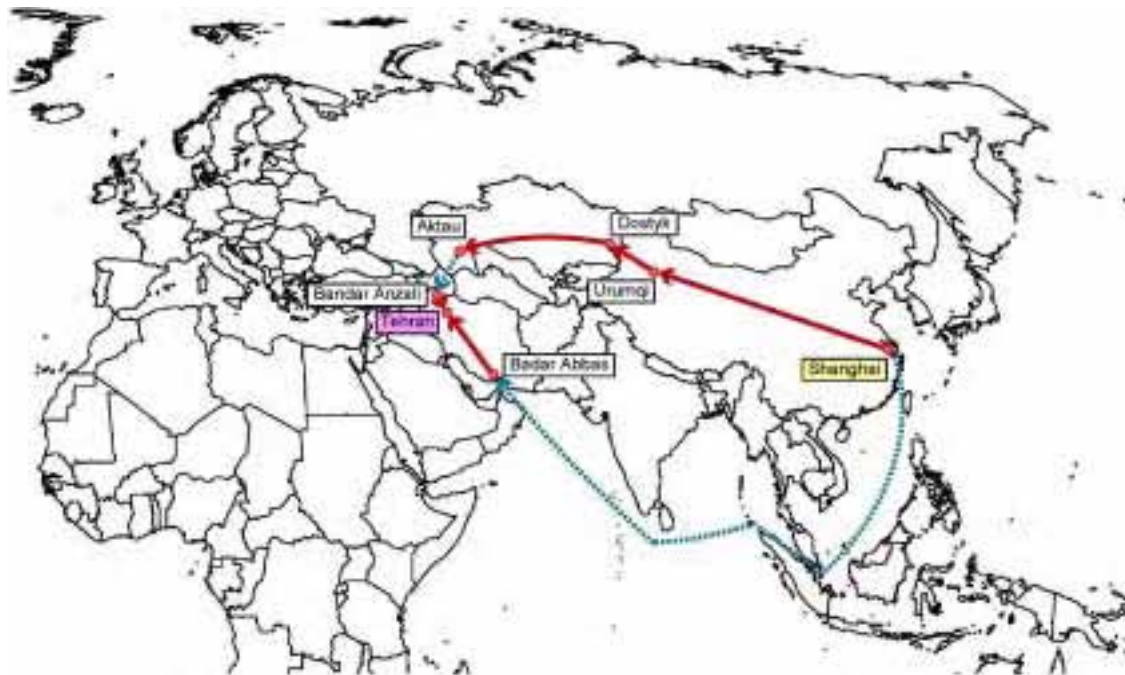 Aktau
Dostyk
Bandar Anzali
Urumqi
Tehran
Badar Abbas
Shanghai